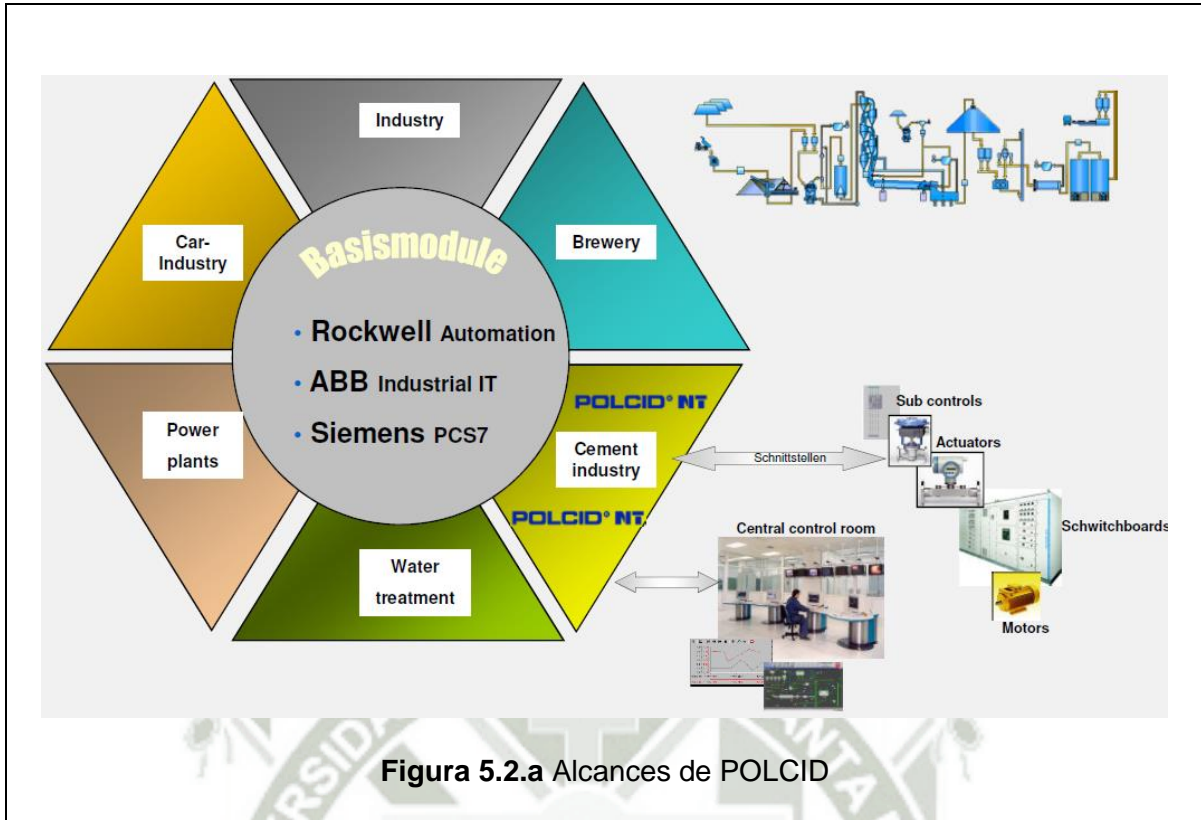 Industry
Car-
Industry
Brewery
Basismodule
• Rockwell Automation
• ABB Industrial IT
• Siemens PCS7
POLCID® NT
Power
plants
Cement
industry
POLCID® NT
Water
treatment
Schnittstellen
Sub controls
Actuators
Schwitchboards
Motors
Central control room
Figura 5.2.a Alcances de POLCID